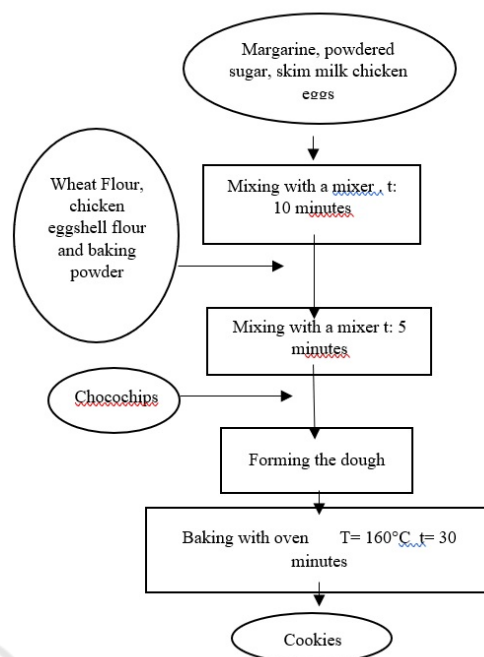 Margarine, powdered
sugar, skim milk chicken
eggs
Mixing with a mixer , t:
10 minutes
Wheat Flour,
chicken
eggshell flour
and baking
powder
Mixing with a mixer t: 5
minutes
Chocochips
Forming the dough
Baking with oven T= 160°C t= 30
minutes
Cookies